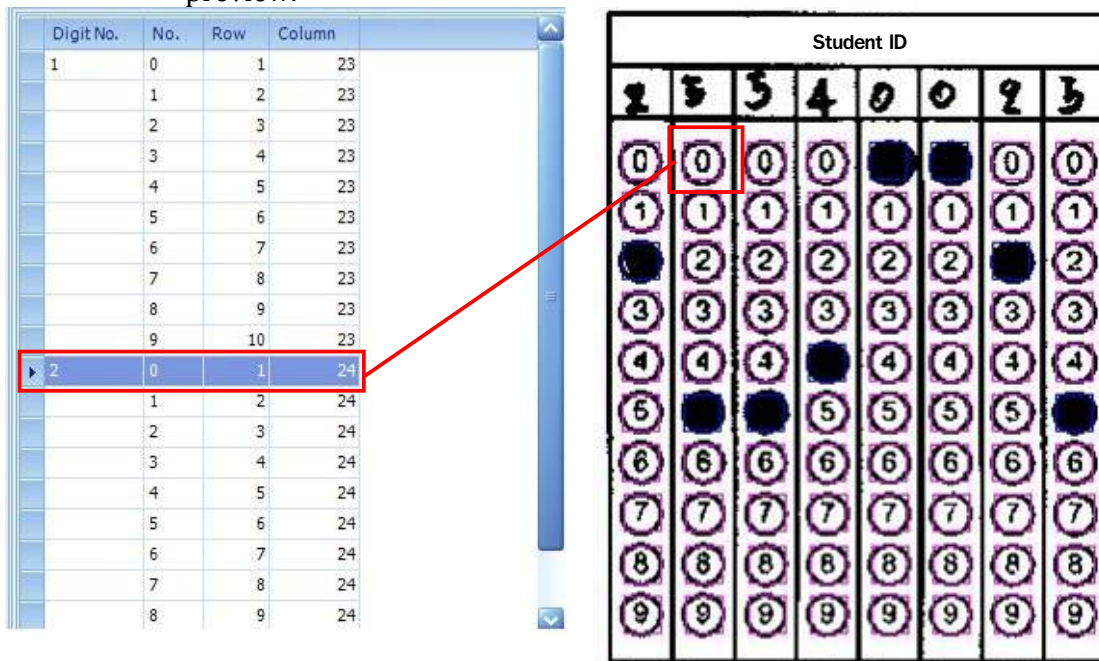 preview.
Digit No. No. Row Column
1 0 1 23
1 2 23
2 3 23
3 4 23
4 5 23
5 6 23
6 7 23
7 8 23
8 9 23
9 10 23
2 0 1 24
1 2 24
2 3 24
3 4 24
4 5 24
5 6 24
6 7 24
7 8 24
8 9 24
Student ID
2 5 5 4 0 0 2 5
0 0 0 0 0 0
1 1 1 1 1 1 1 1
2 2 2 2 2 2
3 3 3 3 3 3 3 3
4 4 4 4 4 4 4
5 5 5 5 5
6 6 6 6 6 6 6 6
7 7 7 7 7 7 7 7
8 8 8 8 8 8 8 8
9 9 9 9 9 9 9 9